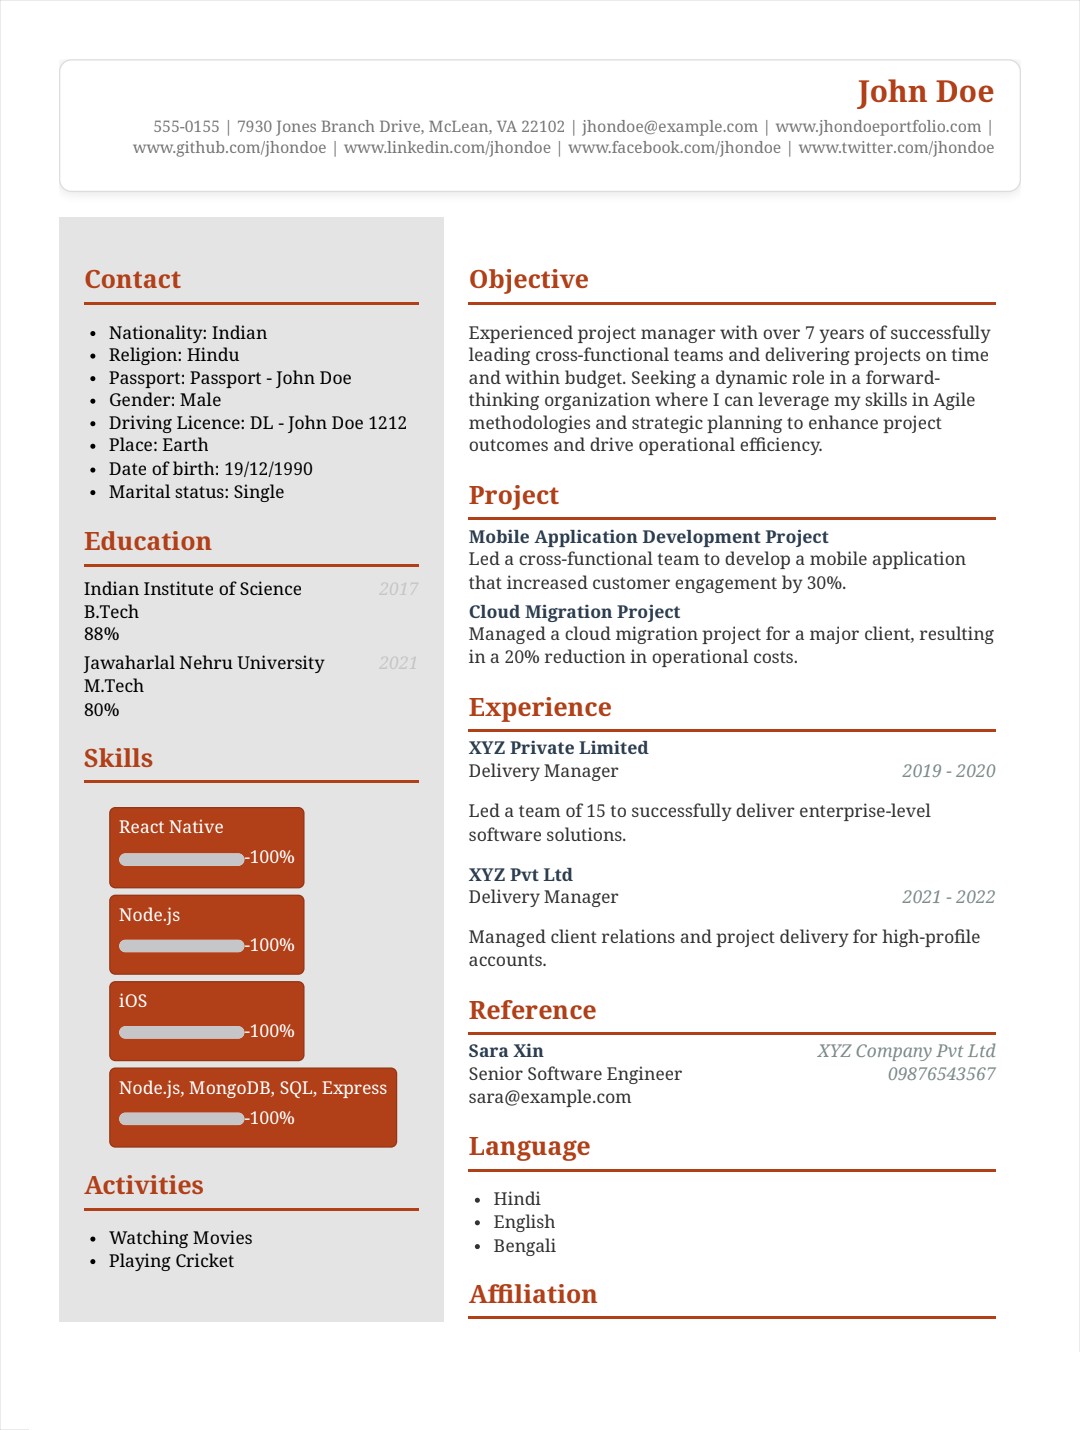 John Doe
555-0155 | 7930 Jones Branch Drive, McLean, VA 22102 | jhondoe@example.com | www.jhondoeportfolio.com |
www.github.com/jhondoe | www.linkedin.com/jhondoe | www.facebook.com/jhondoe | www.twitter.com/jhondoe
Contact
• Nationality: Indian
• Religion: Hindu
• Passport: Passport - John Doe
• Gender: Male
• Driving Licence: DL - John Doe 1212
• Place: Earth
• Date of birth: 19/12/1990
• Marital status: Single
Education
Indian Institute of Science 2017
B.Tech
88%
Jawaharlal Nehru University 2021
M.Tech
80%
Skills
React Native
-100%
Node.js
-100%
iOS
-100%
Node.js, MongoDB, SQL, Express
-100%
Activities
• Watching Movies
• Playing Cricket
Objective
Experienced project manager with over 7 years of successfully
leading cross-functional teams and delivering projects on time
and within budget. Seeking a dynamic role in a forward-
thinking organization where I can leverage my skills in Agile
methodologies and strategic planning to enhance project
outcomes and drive operational efficiency.
Project
Mobile Application Development Project
Led a cross-functional team to develop a mobile application
that increased customer engagement by 30%.
Cloud Migration Project
Managed a cloud migration project for a major client, resulting
in a 20% reduction in operational costs.
Experience
XYZ Private Limited
Delivery Manager 2019 - 2020
Led a team of 15 to successfully deliver enterprise-level
software solutions.
XYZ Pvt Ltd
Delivery Manager 2021 - 2022
Managed client relations and project delivery for high-profile
accounts.
Reference
Sara Xin XYZ Company Pvt Ltd
Senior Software Engineer 09876543567
sara@example.com
Language
• Hindi
• English
• Bengali
Affiliation